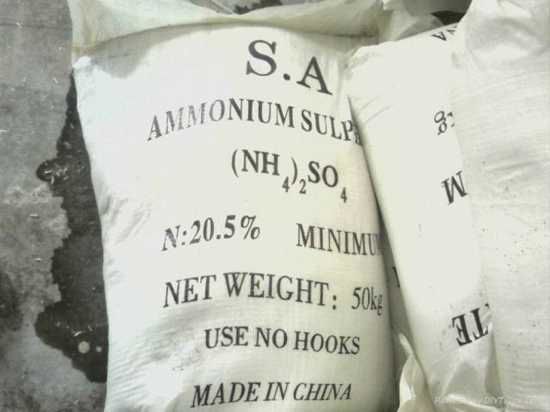 S.A
AMMONIUM SULP
(NH4)2SO4
N:20.5% MINIMU
NET WEIGHT: 50kg
USE NO HOOKS
MADE IN CHINA